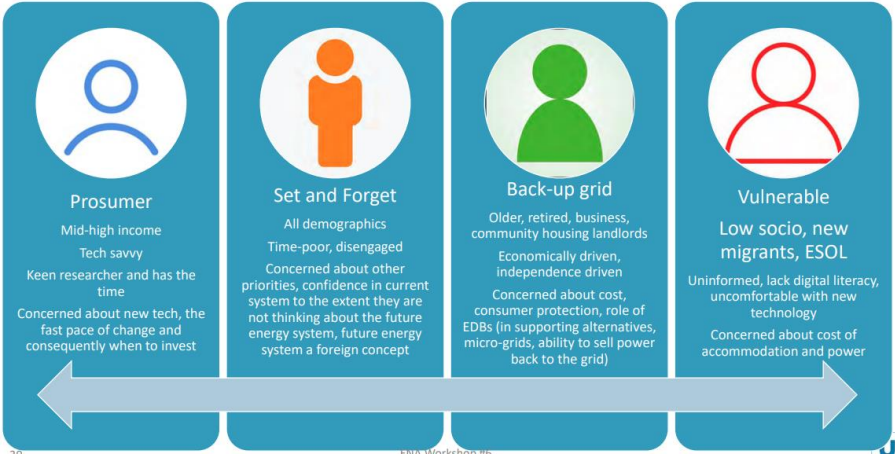 Prosumer
Mid-high income
Tech savvy
Keen researcher and has the
time
Concerned about new tech, the
fast pace of change and
consequently when to invest
Set and Forget
All demographics
Time-poor, disengaged
Concerned about other
priorities, confidence in current
system to the extent they are
not thinking about the future
energy system, future energy
system a foreign concept
Back-up grid
Older, retired, business,
community housing landlords
Economically driven,
independence driven
Concerned about cost,
consumer protection, role of
EDBs (in supporting alternatives,
micro-grids, ability to sell power
back to the grid)
Vulnerable
Low socio, new
migrants, ESOL
Uninformed, lack digital literacy,
uncomfortable with new
technology
Concerned about cost of
accommodation and power
ENA Workshop #6